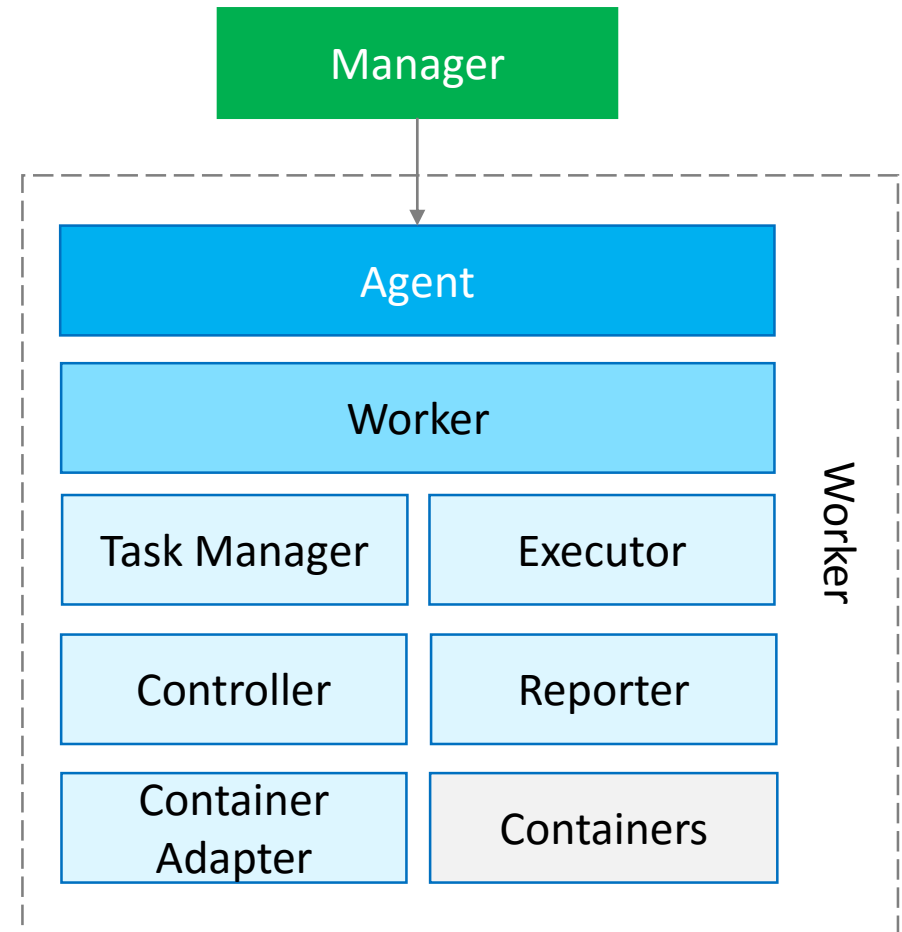 Manager
Agent
Worker
Task Manager
Executor
Worker
Controller
Reporter
Container
Adapter
Containers